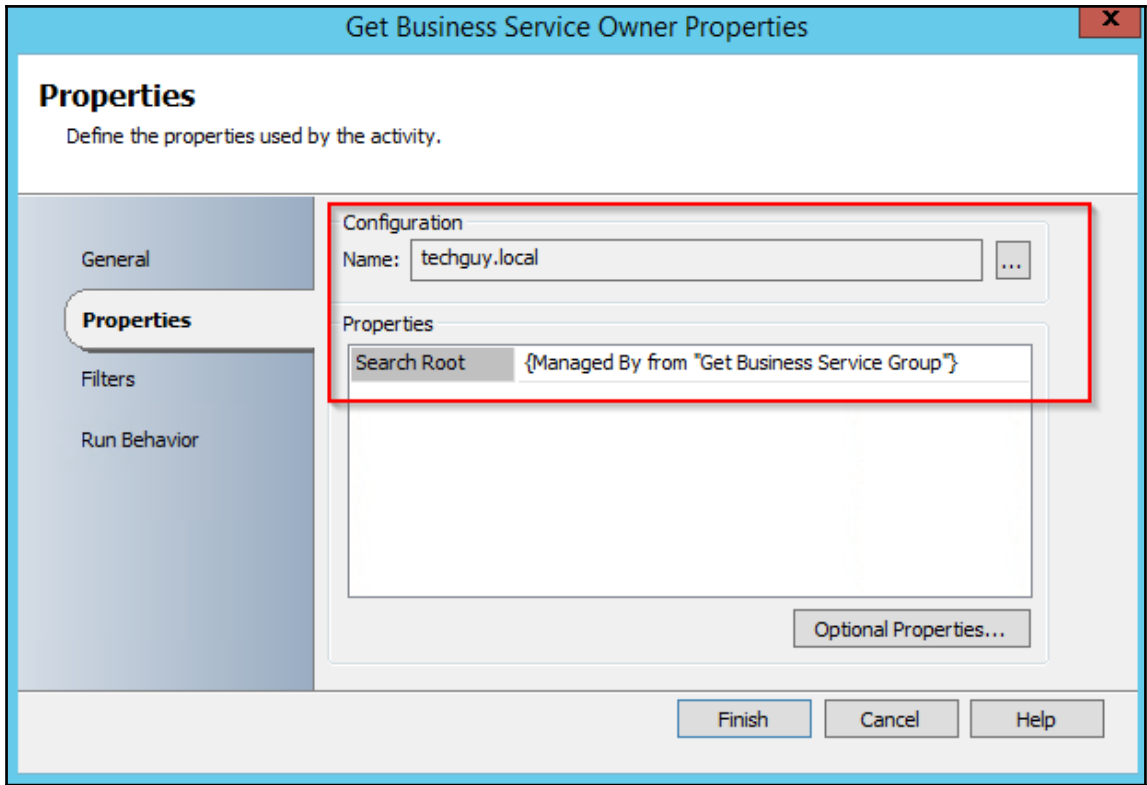 Get Business Service Owner Properties
x
Properties
Define the properties used by the activity.
General
Properties
Filters
Run Behavior
Configuration
Name: techguy.local ...
Properties
Search Root {Managed By from "Get Business Service Group"}
Optional Properties...
Finish Cancel Help